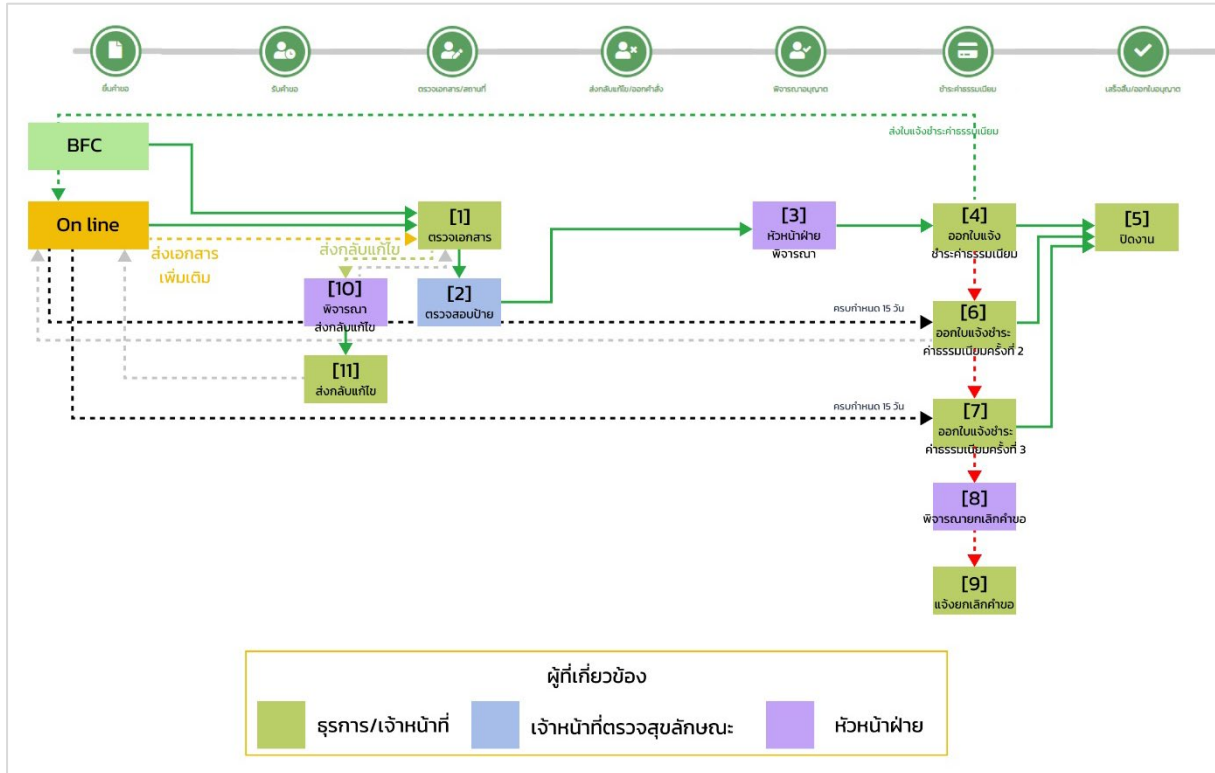 ยื่นคำขอ
รับคำขอ
ตรวจเอกสาร/สถานที่
ส่งกลับแก้ไข/ออกคำสั่ง
พิจารณาอนุญาต
ชำระค่าธรรมเนียม
เสร็จสิ้น/ออกใบอนุญาต
ส่งใบแจ้งชำระค่าธรรมเนียม
BFC
On line
ส่งเอกสาร
เพิ่มเติม
[1]
ตรวจเอกสาร
ส่งกลับแก้ไข
[2]
ตรวจสอบป้าย
[3]
หัวหน้าฝ่าย
พิจารณา
[4]
ออกใบแจ้ง
ชำระค่าธรรมเนียม
[5]
ปิดงาน
[10]
พิจารณา
ส่งกลับแก้ไข
[11]
ส่งกลับแก้ไข
ครบกำหนด 15 วัน
[6]
ออกใบแจ้งชำระ
ค่าธรรมเนียมครั้งที่ 2
ครบกำหนด 15 วัน
[7]
ออกใบแจ้งชำระ
ค่าธรรมเนียมครั้งที่ 3
[8]
พิจารณายกเลิกคำขอ
[9]
แจ้งยกเลิกคำขอ
ผู้ที่เกี่ยวข้อง
ธุรการ/เจ้าหน้าที่
เจ้าหน้าที่ตรวจสุขลักษณะ
หัวหน้าฝ่าย